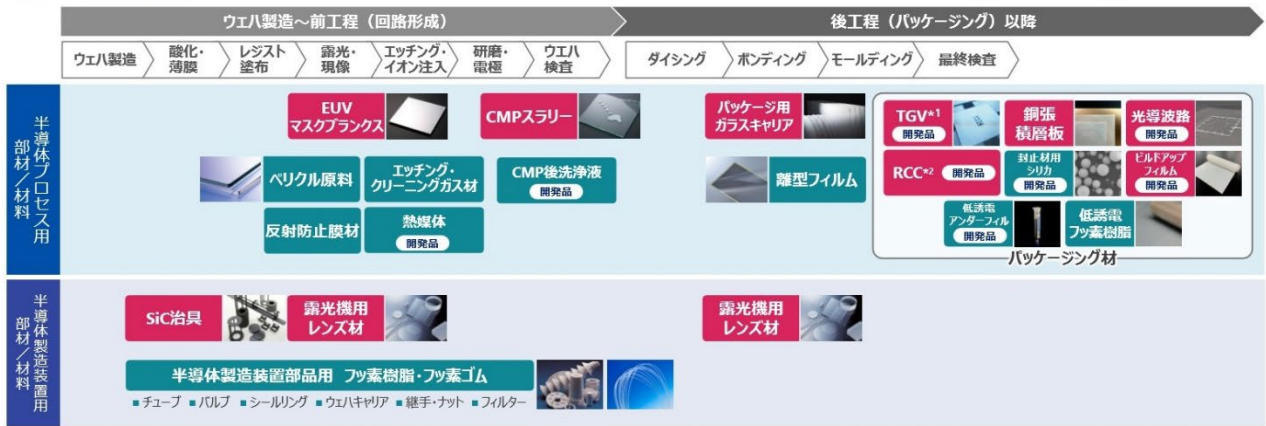 ウェハ製造～前工程（回路形成）
後工程（パッケージング）以降
ウェハ製造
酸化・
薄膜
レジスト
塗布
露光・
現像
エッチング・
イオン注入
研磨・
電極
ウエハ
検査
ダイシング
ボンディング
モールディング
最終検査
半導体プロセス用
部材／材料
EUV
マスクブランクス
CMPスラリー
パッケージ用
ガラスキャリア
TGV*1
開発品
銅張
積層板
光導波路
開発品
ペリクル原料
エッチング・
クリーニングガス材
CMP後洗浄液
開発品
離型フィルム
RCC*2 開発品
封止材用
シリカ
開発品
ビルドアップ
フィルム
開発品
反射防止膜材
熱媒体
開発品
低誘電
アンダーフィル
開発品
低誘電
フッ素樹脂
パッケージング材
半導体製造装置用
部材／材料
SiC治具
露光機用
レンズ材
露光機用
レンズ材
半導体製造装置部品用 フッ素樹脂・フッ素ゴム
■チューブ ■バルブ ■シールリング ■ウェハキャリア ■継手・ナット ■フィルター